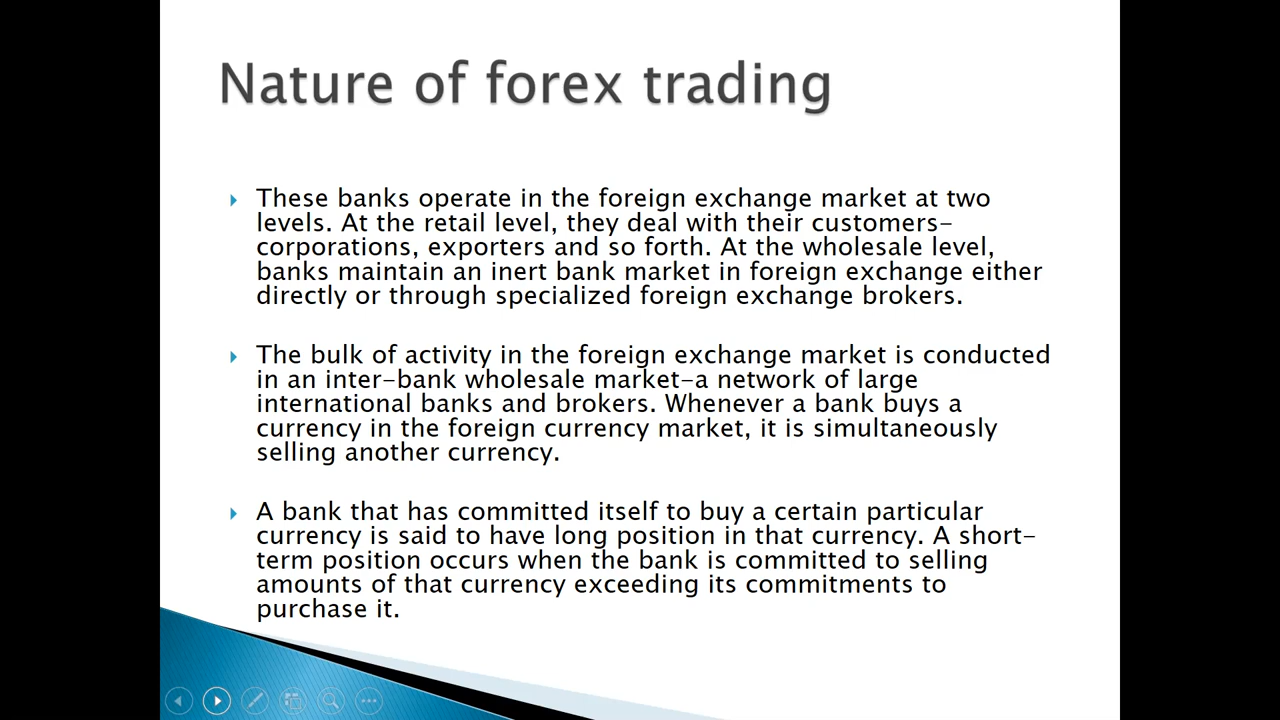 Nature of forex trading
These banks operate in the foreign exchange market at two
levels. At the retail level, they deal with their customers-
corporations, exporters and so forth. At the wholesale level,
banks maintain an inert bank market in foreign exchange either
directly or through specialized foreign exchange brokers.
The bulk of activity in the foreign exchange market is conducted
in an inter-bank wholesale market-a network of large
international banks and brokers. Whenever a bank buys a
currency in the foreign currency market, it is simultaneously
selling another currency.
A bank that has committed itself to buy a certain particular
currency is said to have long position in that currency. A short-
term position occurs when the bank is committed to selling
amounts of that currency exceeding its commitments to
purchase it.